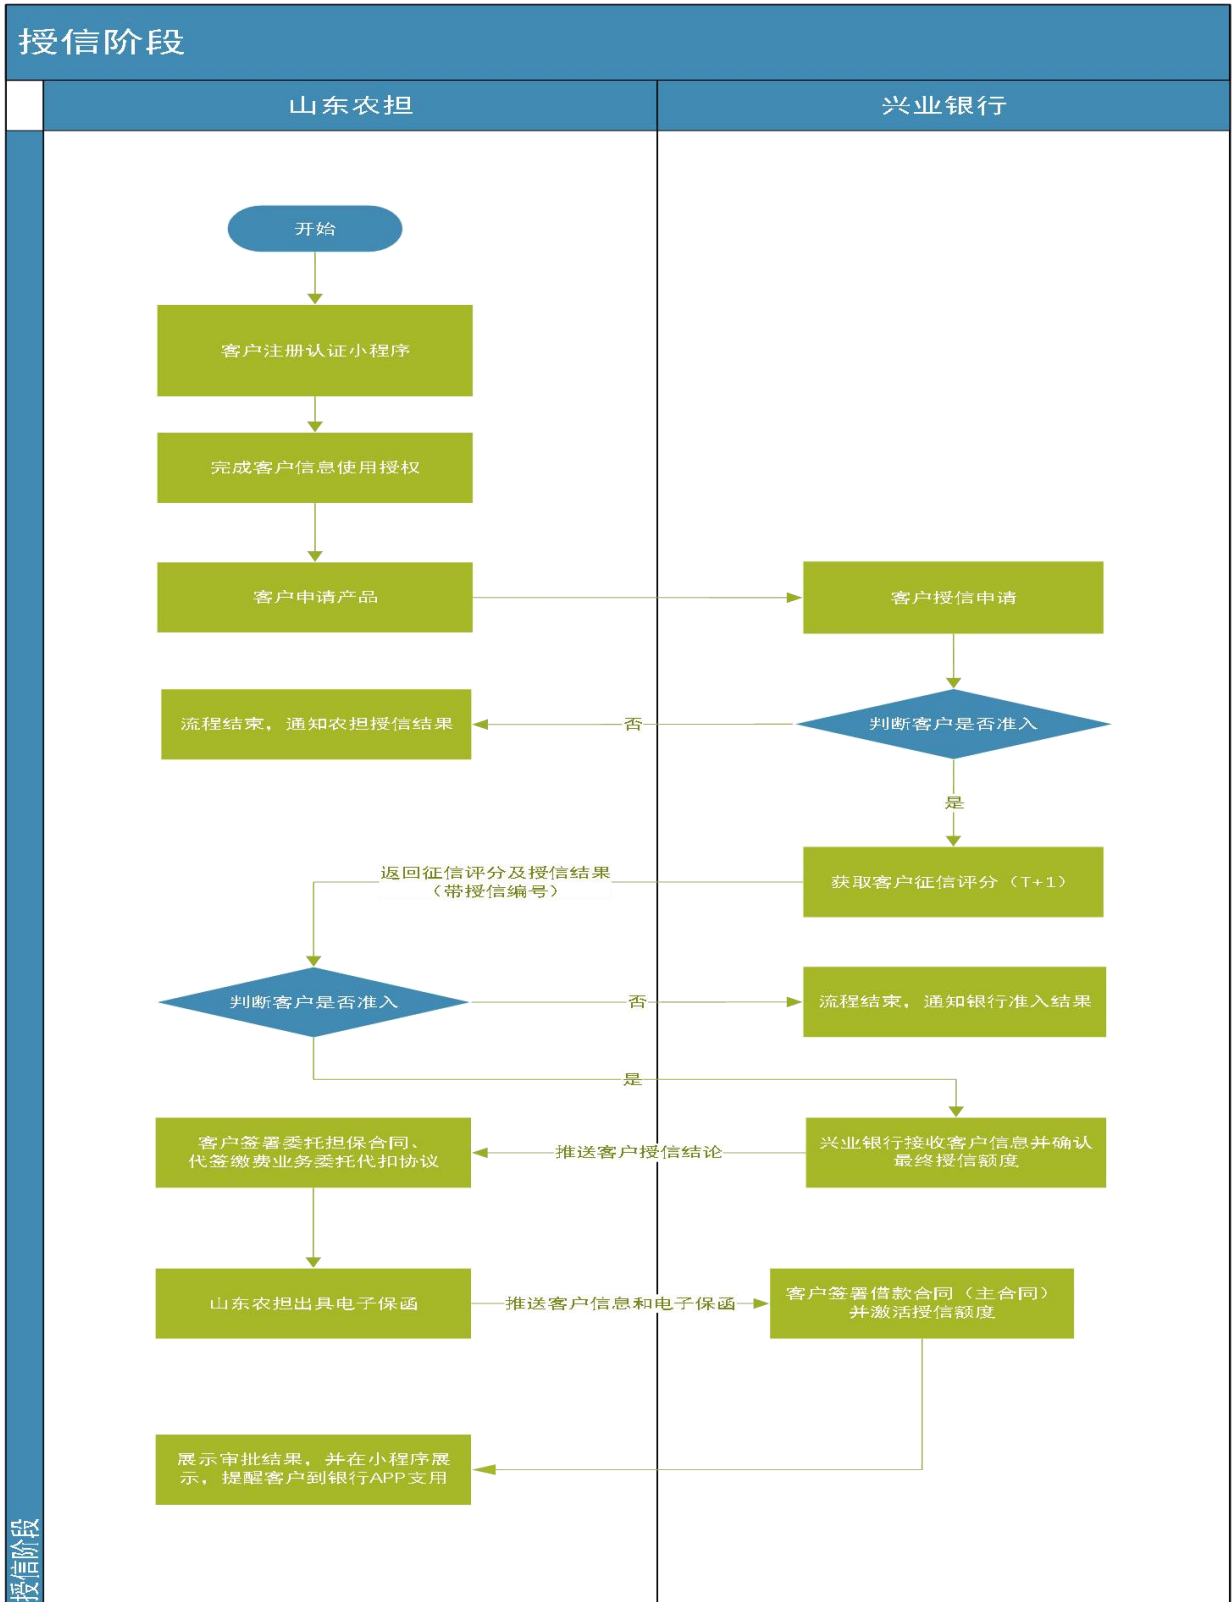 授信阶段
山东农担
兴业银行
开始
客户注册认证小程序
完成客户信息使用授权
客户申请产品
客户授信申请
流程结束，通知农担授信结果
否
判断客户是否准入
是
返回征信评分及授信结果
（带授信编号）
获取客户征信评分（T+1）
判断客户是否准入
否
流程结束，通知银行准入结果
是
客户签署委托担保合同、
代签缴费业务委托代扣协议
推送客户授信结论
兴业银行接收客户信息并确认
最终授信额度
山东农担出具电子保函
推送客户信息和电子保函
客户签署借款合同（主合同）
并激活授信额度
展示审批结果，并在小程序展
示，提醒客户到银行APP支用
授信阶段